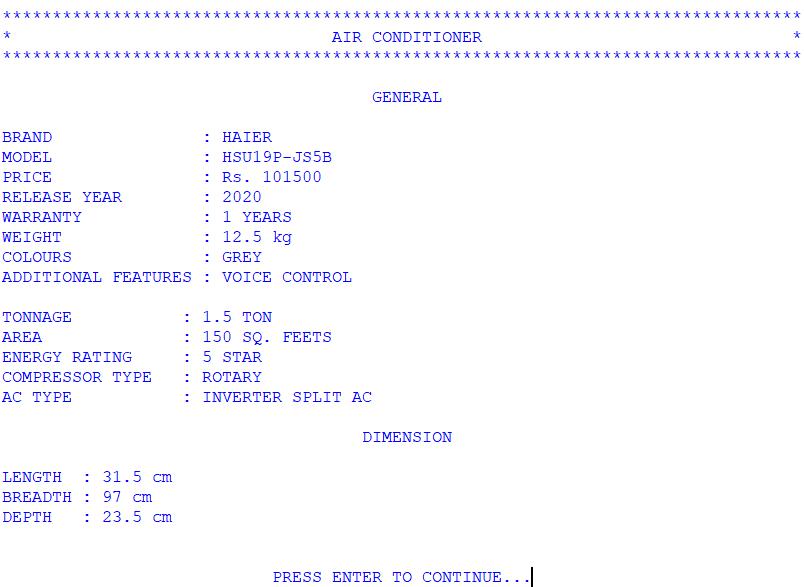 ********************************************************************************
*                                AIR CONDITIONER                               *
********************************************************************************
GENERAL
BRAND               : HAIER
MODEL               : HSU19P-JS5B
PRICE               : Rs. 101500
RELEASE YEAR        : 2020
WARRANTY            : 1 YEARS
WEIGHT              : 12.5 kg
COLOURS             : GREY
ADDITIONAL FEATURES : VOICE CONTROL
TONNAGE           : 1.5 TON
AREA              : 150 SQ. FEETS
ENERGY RATING     : 5 STAR
COMPRESSOR TYPE   : ROTARY
AC TYPE           : INVERTER SPLIT AC
DIMENSION
LENGTH  : 31.5 cm
BREADTH : 97 cm
DEPTH   : 23.5 cm
PRESS ENTER TO CONTINUE...